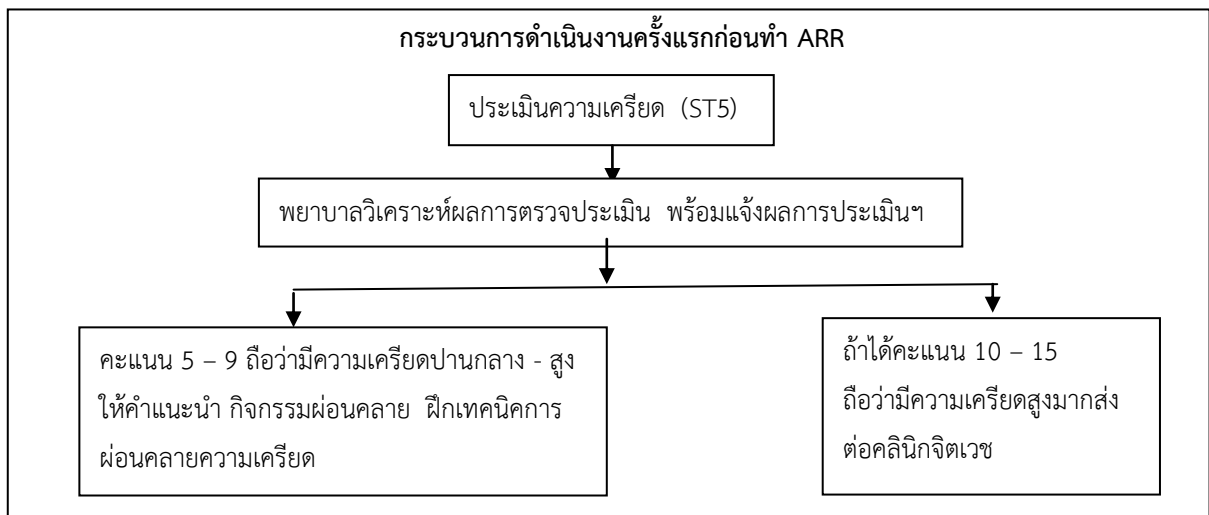 กระบวนการดำเนินงานครั้งแรกก่อนทำ ARR
ประเมินความเครียด (ST5)
พยาบาลวิเคราะห์ผลการตรวจประเมิน พร้อมแจ้งผลการประเมินฯ
คะแนน 5 – 9 ถือว่ามีความเครียดปานกลาง - สูง
ให้คำแนะนำ กิจกรรมผ่อนคลาย ฝึกเทคนิคการ
ผ่อนคลายความเครียด
ถ้าได้คะแนน 10 – 15
ถือว่ามีความเครียดสูงมากส่ง
ต่อคลินิกจิตเวช